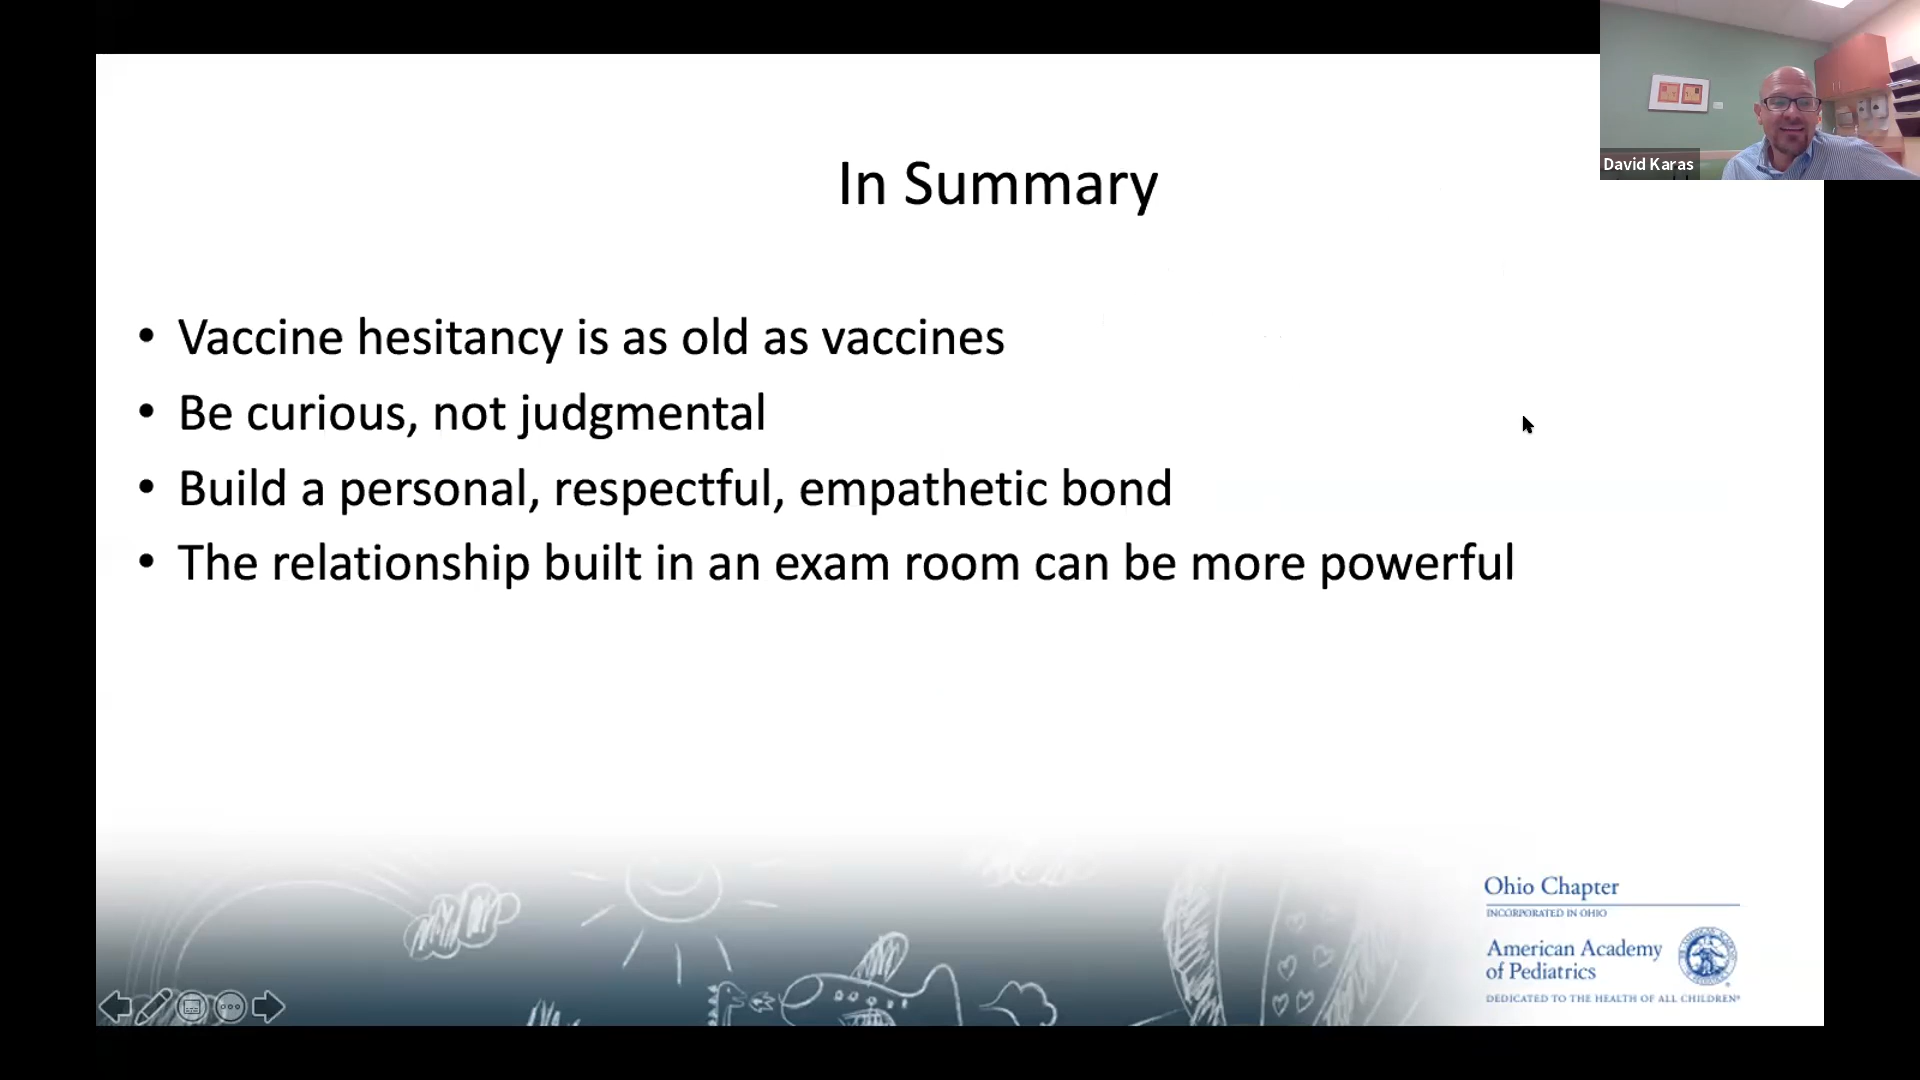 David Karas
In Summary
• Vaccine hesitancy is as old as vaccines
• Be curious, not judgmental
• Build a personal, respectful, empathetic bond
• The relationship built in an exam room can be more powerful
Ohio Chapter
INCORPORATED IN OHIO
American Academy
of Pediatrics
DEDICATED TO THE HEALTH OF ALL CHILDREN®